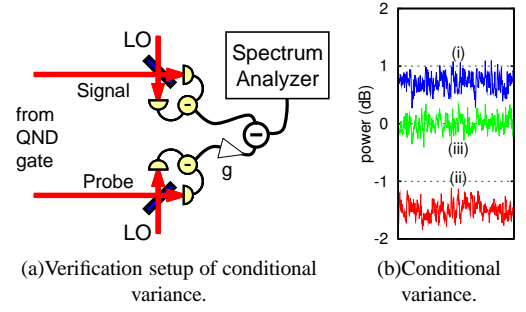 LO
Signal
-
from
QND
gate
Probe
-
LO
g
-
Spectrum
Analyzer
(a)Verification setup of conditional
variance.
power (dB)
2
1
0
-1
-2
(i)
(iii)
(ii)
(b)Conditional
variance.